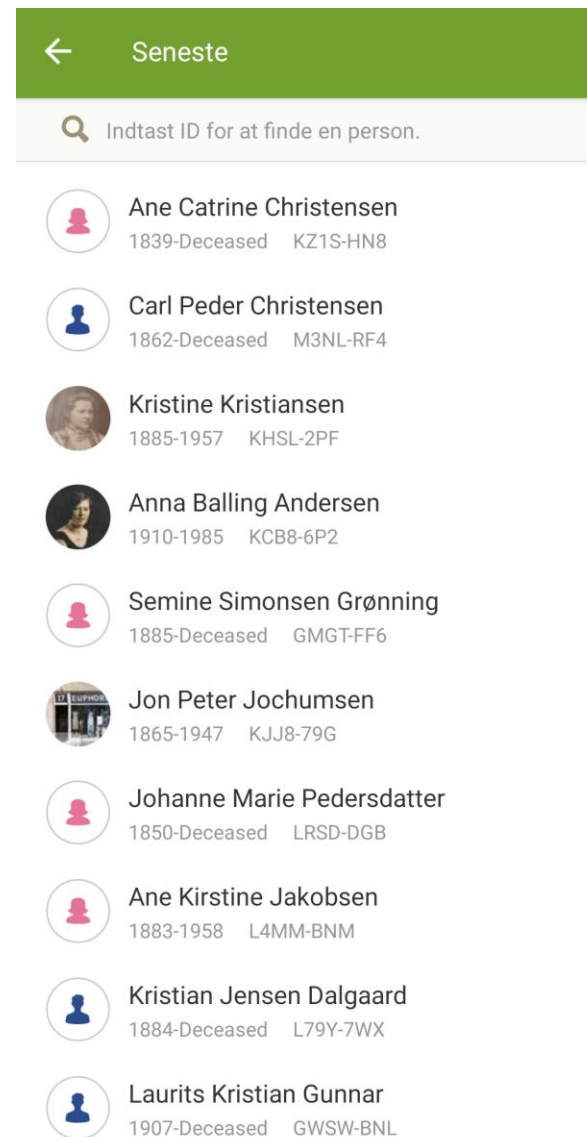 Seneste
Indtast ID for at finde en person.
Ane Catrine Christensen
1839-Deceased KZ1S-HN8
Carl Peder Christensen
1862-Deceased M3NL-RF4
Kristine Kristiansen
1885-1957 KHSL-2PF
Anna Balling Andersen
1910-1985 KCB8-6P2
Semine Simonsen Grønning
1885-Deceased GMGT-FF6
17 EUPHOR
Jon Peter Jochumsen
1865-1947 KJJ8-79G
Johanne Marie Pedersdatter
1850-Deceased LRSD-DGB
Ane Kirstine Jakobsen
1883-1958 L4MM-BNM
Kristian Jensen Dalgaard
1884-Deceased L79Y-7WX
Laurits Kristian Gunnar
1907-Deceased GWSW-BNL